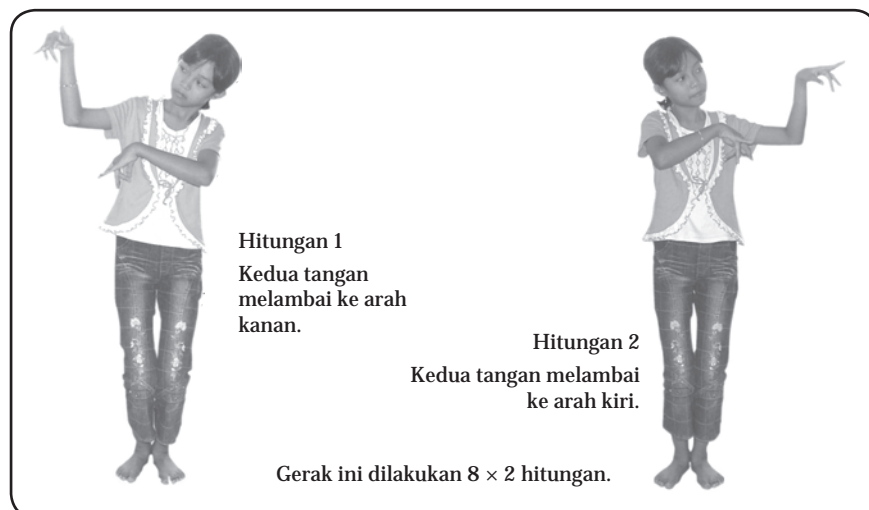 Hitungan 1
Kedua tangan
melambai ke arah
kanan.
Hitungan 2
Kedua tangan melambai
ke arah kiri.
Gerak ini dilakukan 8 × 2 hitungan.